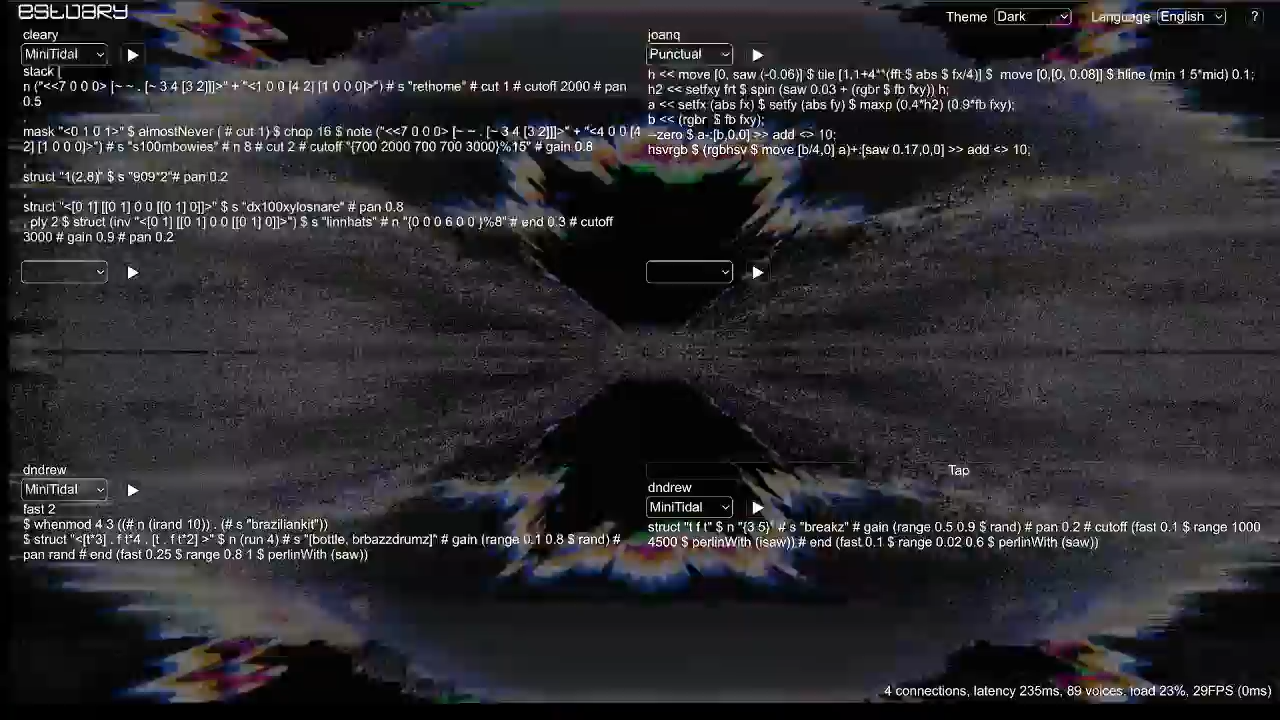 estuary
Theme Dark Language English ?
cleary
MiniTidal
stack [
n ("<<7 0 0 0> [~ ~ . [~ 3 4 [3 2]]]>" + "<1 0 0 [4 2] [1 0 0 0]>") # s "rethome" # cut 1 # cutoff 2000 # pan
0.5
,
mask "<0 1 0 1>" $ almostNever ( # cut 1) $ chop 16 $ note ("<<7 0 0 0> [~ ~ . [~ 3 4 [3 2]]]>" + "<4 0 0 [4
2] [1 0 0 0]>") # s "s100mbowies" # n 8 # cut 2 # cutoff "{700 2000 700 700 3000}%15" # gain 0.8
,
struct "1(2,8)" $ s "909*2"# pan 0.2
,
struct "<[0 1] [[0 1] 0 0 [[0 1] 0]]>" $ s "dx100xylosnare" # pan 0.8
, ply 2 $ struct (inv "<[0 1] [[0 1] 0 0 [[0 1] 0]]>") $ s "linnhats" # n "{0 0 0 6 0 0 }%8" # end 0.3 # cutoff
3000 # gain 0.9 # pan 0.2
joanq
Punctual
h << move [0, saw (-0.06)] $ tile [1,1+4**(fft $ abs $ fx/4)] $  move [0,[0, 0.08]] $ hline (min 1 5*mid) 0.1;
h2 << setfxy frt $ spin (saw 0.03 + (rgbr $ fb fxy)) h;
a << setfx (abs fx) $ setfy (abs fy) $ maxp (0.4*h2) (0.9*fb fxy);
b << (rgbr  $ fb fxy);
--zero $ a-:[b,0,0] >> add <> 10;
hsvrgb $ (rgbhsv $ move [b/4,0] a)+:[saw 0.17,0,0] >> add <> 10;
dndrew
MiniTidal
fast 2
$ whenmod 4 3 ((# n (irand 10)) . (# s "braziliankit"))
$ struct "<[t*3] . f t*4 . [t . f t*2] >" $ n (run 4) # s "[bottle, brbazzdrumz]" # gain (range 0.1 0.8 $ rand) #
pan rand # end (fast 0.25 $ range 0.8 1 $ perlinWith (saw))
Tap
dndrew
MiniTidal
struct "t f t" $ n "{3 5}" # s "breakz" # gain (range 0.5 0.9 $ rand) # pan 0.2 # cutoff (fast 0.1 $ range 1000
4500 $ perlinWith (isaw)) # end (fast 0.1 $ range 0.02 0.6 $ perlinWith (saw))
4 connections, latency 235ms, 89 voices, load 23%, 29FPS (0ms)